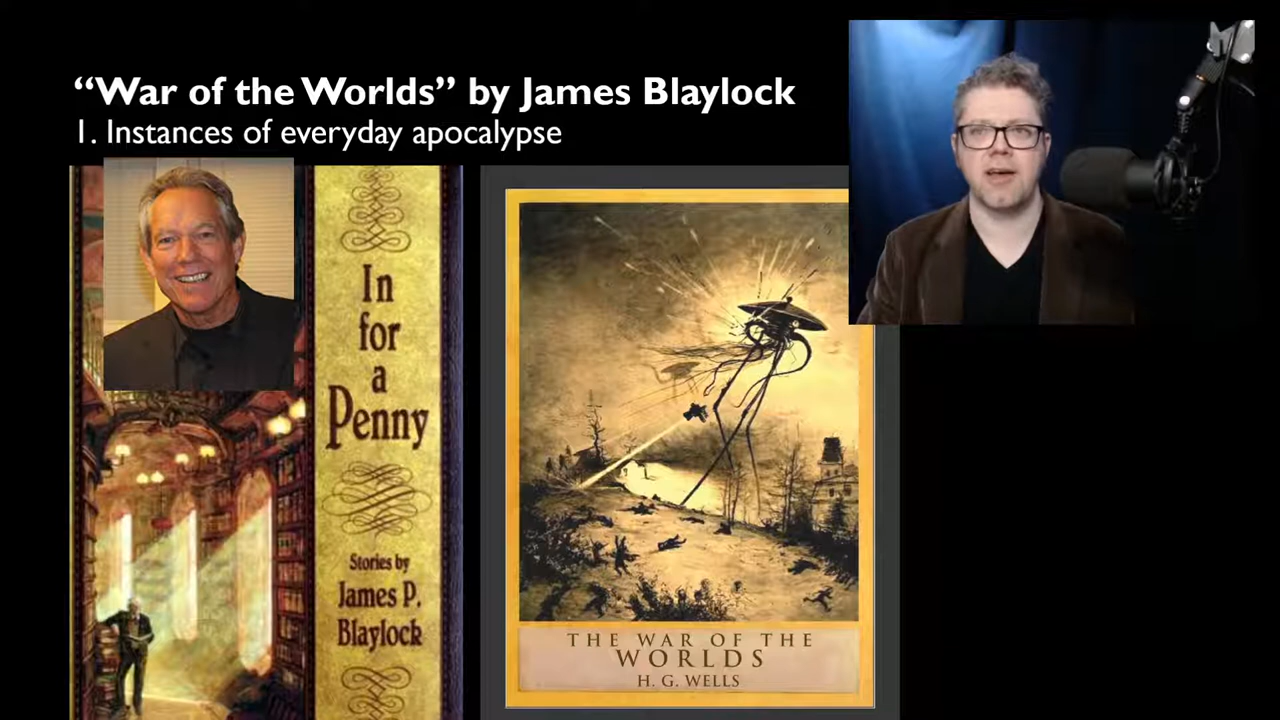 “War of the Worlds” by James Blaylock
1. Instances of everyday apocalypse
In
for
a
Penny
Stories by
James P.
Blaylock
THE WAR OF THE
WORLDS
H. G. WELLS